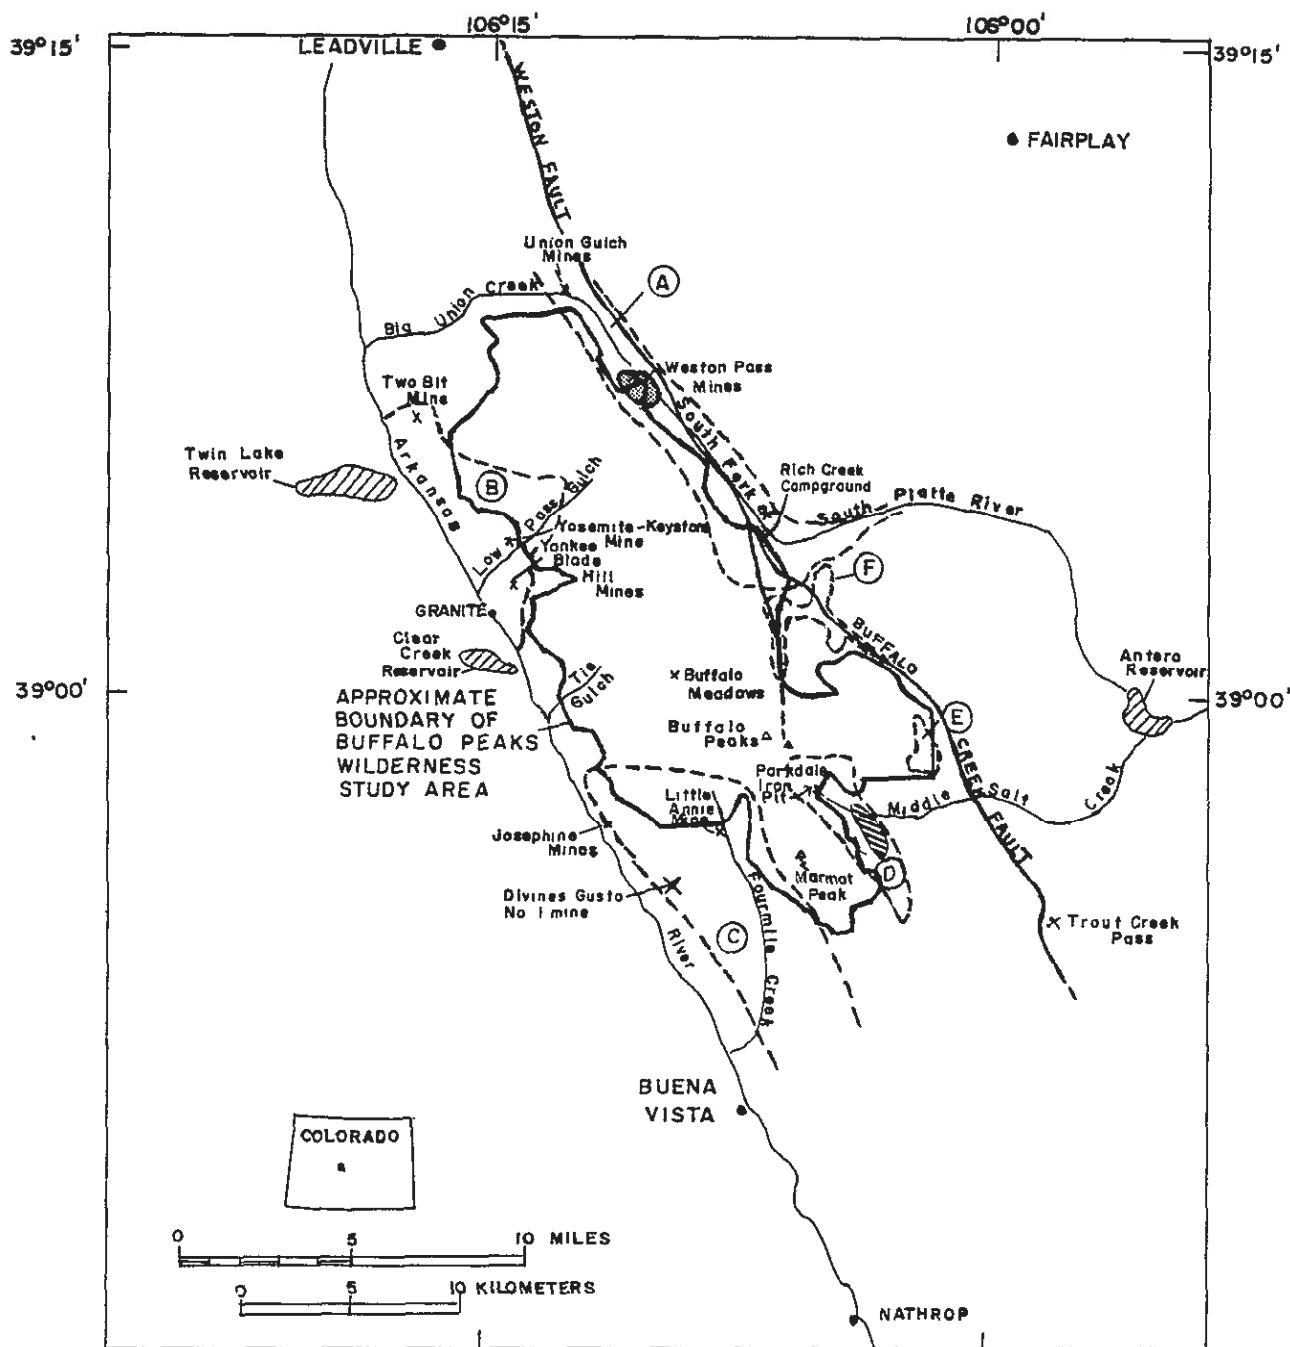 106°15'
106°00'
39°15'
LEADVILLE
39°15'
WESTON FAULT
FAIRPLAY
Union Gulch
Mines
A
Big Union Creek
Weston Pass
Mines
Two Bit
Mine
South Fork
Twin Lake
Reservoir
Arkansas
B
Rich Creek
Campground
South Platte River
Low Pass Gulch
Yosemite-Keystone
Mine
Yankee
Blade
Hill
Mines
F
GRANITE
BUFFALO
Clear
Creek
Reservoir
Tie
Gulch
Buffalo
Meadows
Antero
Reservoir
39°00'
39°00'
APPROXIMATE
BOUNDARY OF
BUFFALO PEAKS
WILDERNESS
STUDY AREA
Buffalo
Peaks
E
CREEK
FAULT
Parkdale
Iron
Pit
Middle Salt Creek
Little
Annie
Mine
Josephine
Mines
Marmot
Peak
D
Divines Gusto
No 1 mine
C
Fourmile Creek
River
Trout Creek
Pass
BUENA
VISTA
COLORADO
0 5 10 MILES
0 5 10 KILOMETERS
NATHROP